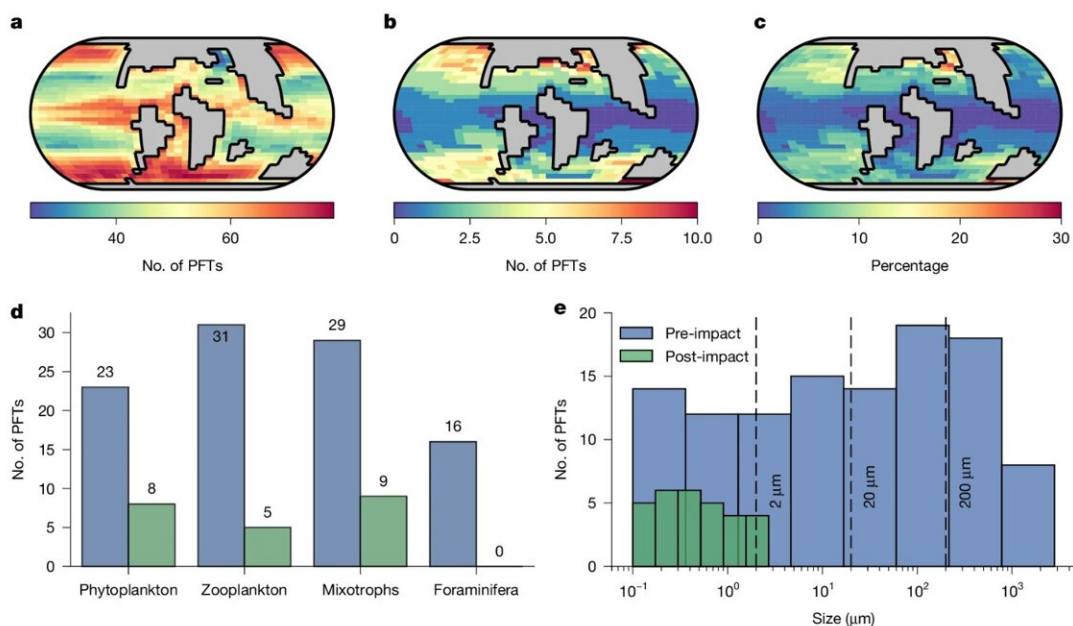 a
b
c
40 60
No. of PFTs
0 2.5 5.0 7.5 10.0
No. of PFTs
0 10 20 30
Percentage
d
No. of PFTs
30
25
20
15
10
5
0
23
8
31
5
29
9
16
0
Phytoplankton Zooplankton Mixotrophs Foraminifera
e
No. of PFTs
20
15
10
5
0
Pre-impact
Post-impact
2 μm
20 μm
200 μm
10⁻¹ 10⁰ 10¹ 10² 10³
Size (μm)